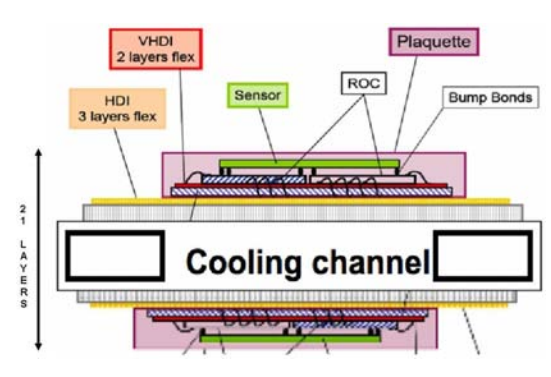 VHDI
2 layers flex
Plaquette
HDI
3 layers flex
Sensor
ROC
Bump Bonds
21 LAYERS
Cooling channel